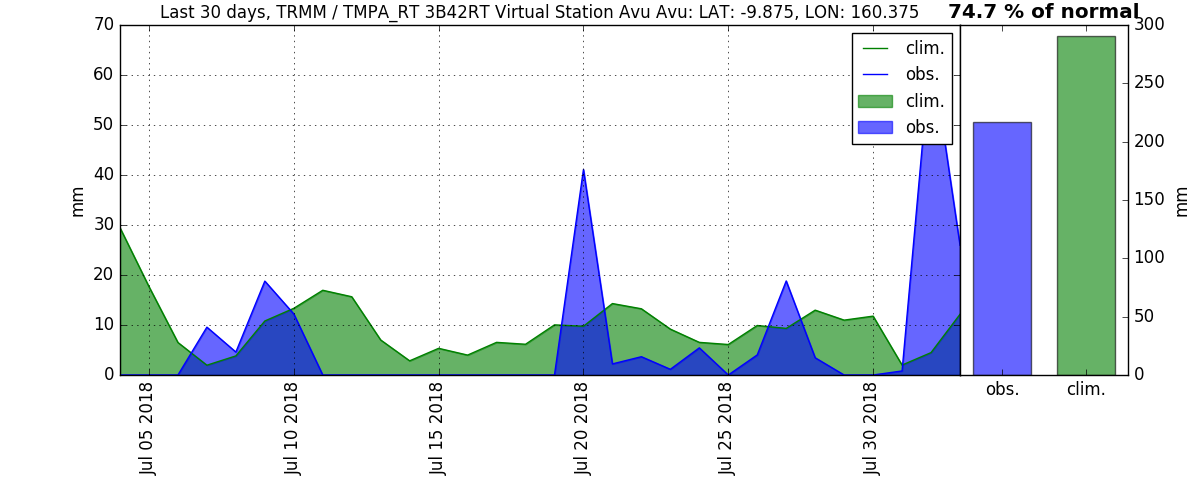 Last 30 days, TRMM / TMPA_RT 3B42RT Virtual Station Avu Avu: LAT: -9.875, LON: 160.375
74.7 % of normal
70
60
50
40
30
20
10
0
mm
clim.
obs.
clim.
obs.
Jul 05 2018
Jul 10 2018
Jul 15 2018
Jul 20 2018
Jul 25 2018
Jul 30 2018
300
250
200
150
100
50
0
mm
obs.
clim.